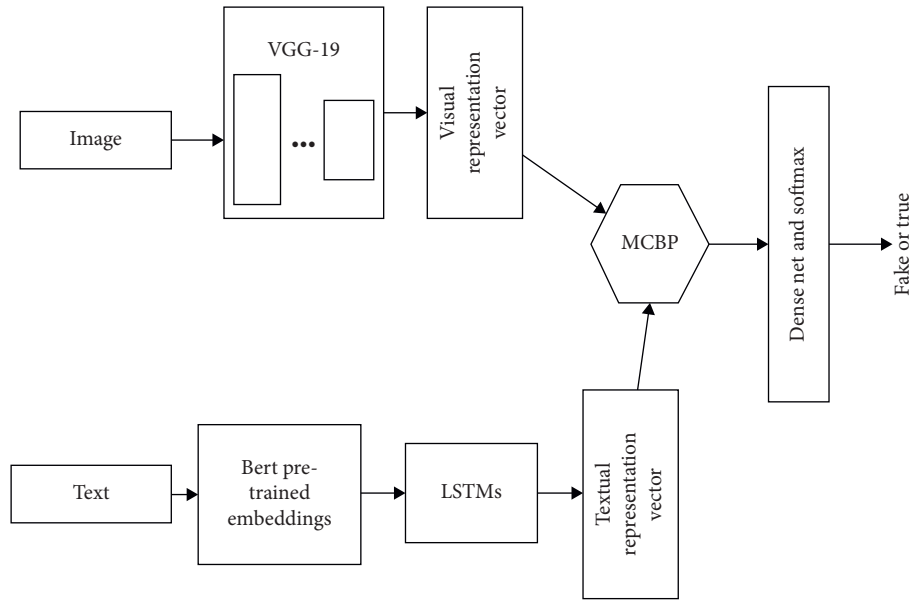 VGG-19
Image
Visual
representation
vector
MCBP
Dense net and softmax
Fake or true
Text
Bert pre-
trained
embeddings
LSTMs
Textual
representation
vector